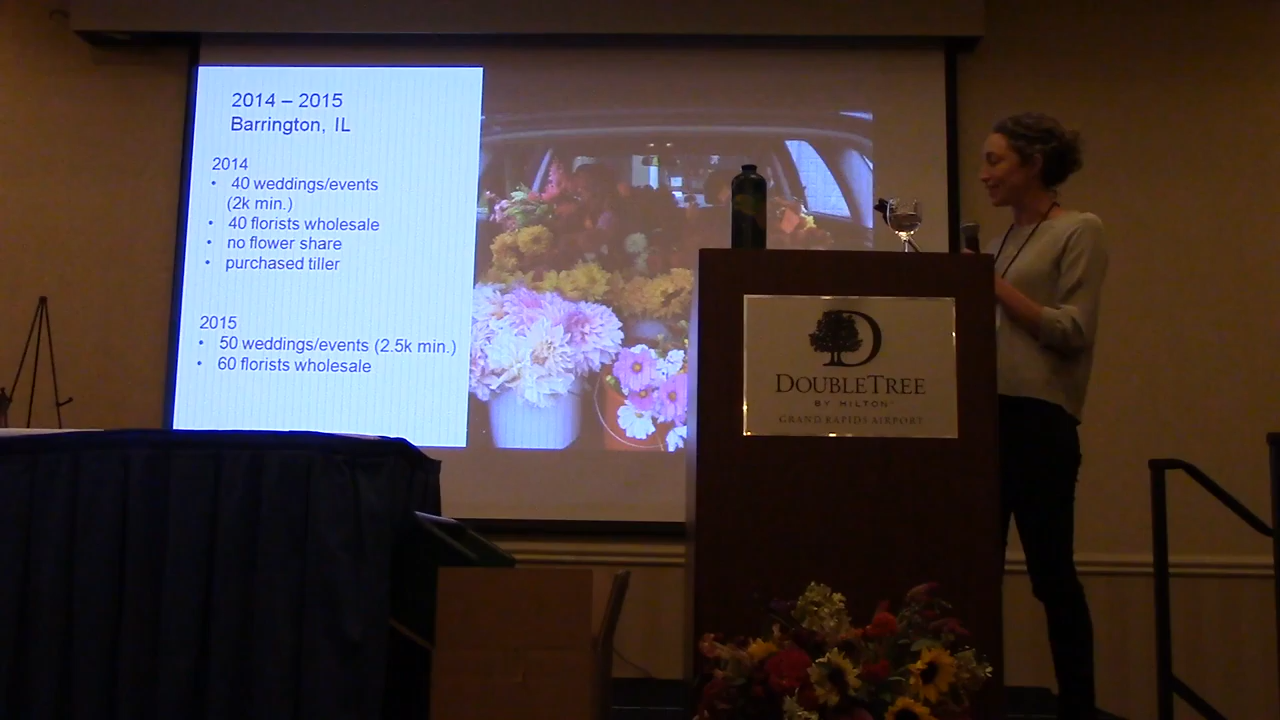 2014 – 2015
Barrington, IL
2014
• 40 weddings/events
(2k min.)
• 40 florists wholesale
• no flower share
• purchased tiller
2015
• 50 weddings/events (2.5k min.)
• 60 florists wholesale
D
DOUBLETREE
BY HILTON™
GRAND RAPIDS AIRPORT